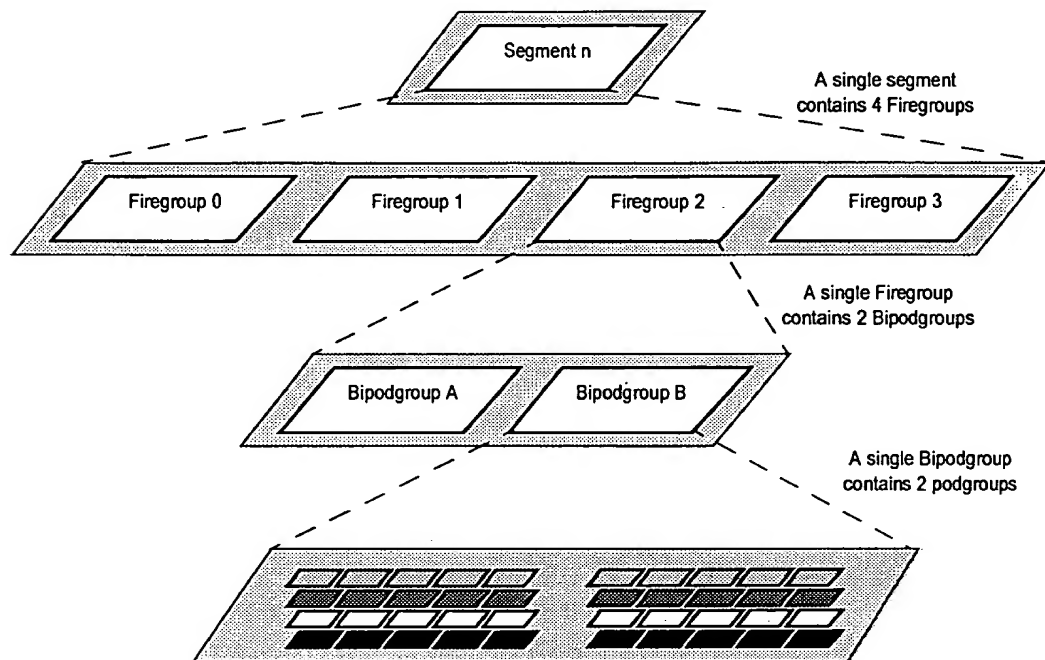 Segment n
A single segment
contains 4 Firegroups
Firegroup 0
Firegroup 1
Firegroup 2
Firegroup 3
A single Firegroup
contains 2 Bipodgroups
Bipodgroup A
Bipodgroup B
A single Bipodgroup
contains 2 podgroups